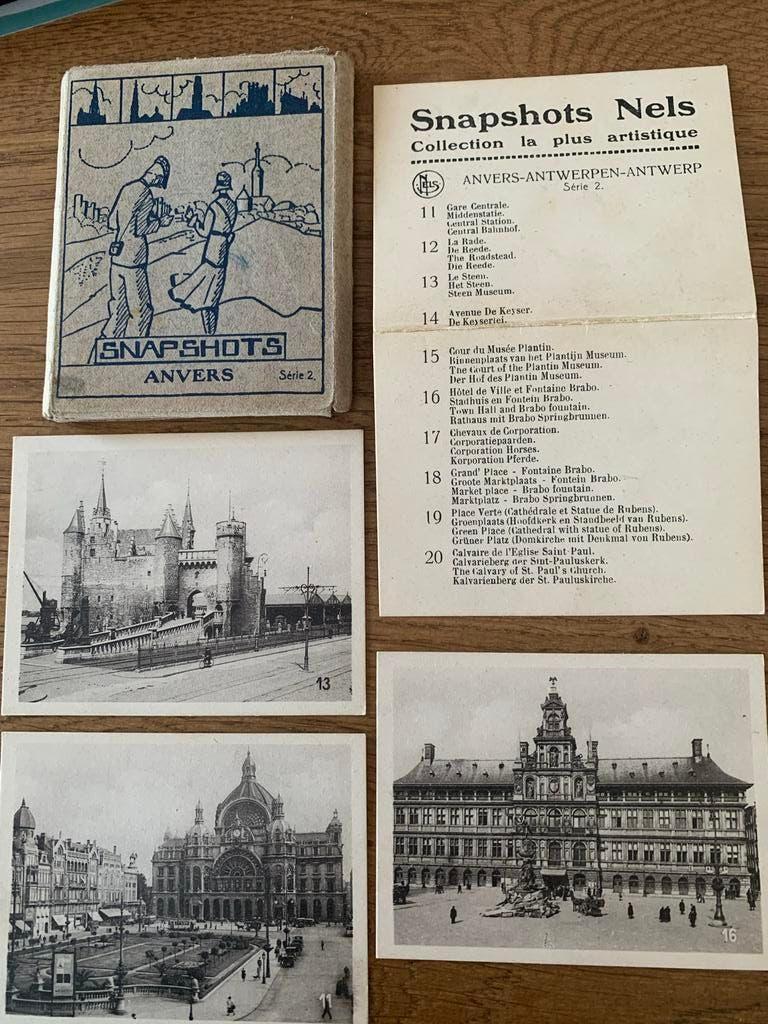 SNAPSHOTS
ANVERS Série 2.
Snapshots Nels
Collection la plus artistique
NELS
ANVERS-ANTWERPEN-ANTWERP
Série 2.
11 Gare Centrale.
Middenstatie.
Central Station.
Central Bahnhof.
12 La Rade.
De Reede.
The Roadstead.
Die Reede.
13 Le Steen.
Het Steen.
Steen Museum.
14 Avenue De Keyser.
De Keyserlei.
15 Cour du Musée Plantin.
Binnenplaats van het Plantijn Museum.
The Court of the Plantin Museum.
Der Hof des Plantin Museum.
16 Hôtel de Ville et Fontaine Brabo.
Stadhuis en Fontein Brabo.
Town Hall and Brabo fountain.
Rathaus mit Brabo Springbrunnen.
17 Chevaux de Corporation.
Corporatiepaarden.
Corporation Horses.
Korporation Pferde.
18 Grand' Place - Fontaine Brabo.
Groote Marktplaats - Fontein Brabo.
Market place - Brabo fountain.
Marktplatz - Brabo Springbrunnen.
19 Place Verte (Cathédrale et Statue de Rubens).
Groenplaats (Hoofdkerk en Standbeeld van Rubens).
Green Place (Cathedral with statue of Rubens).
Grüner Platz (Domkirche mit Denkmal von Rubens).
20 Calvaire de l'Eglise Saint-Paul.
Calvarieberg der Sint-Pauluskerk.
The Calvary of St. Paul's Church.
Kalvarienberg der St. Pauluskirche.
13
16
11